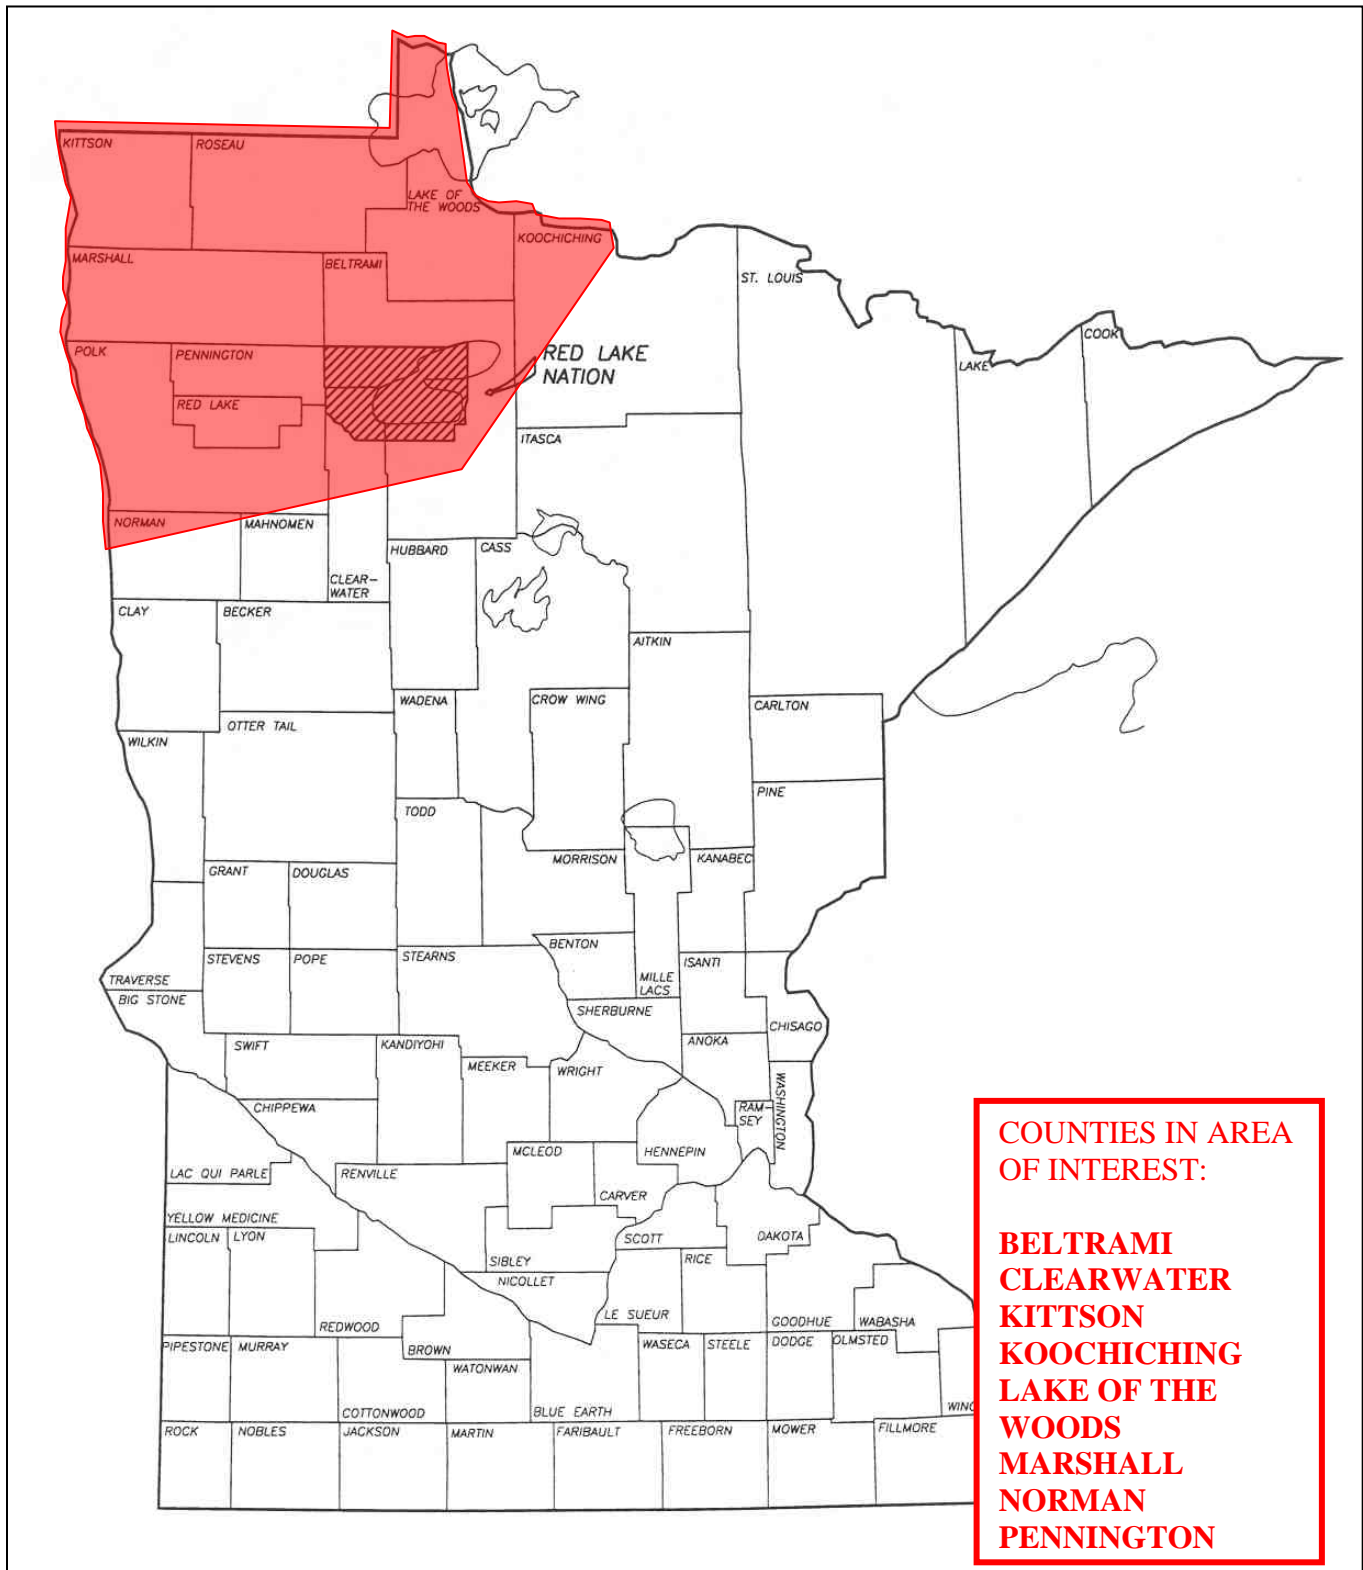 KITTSON
ROSEAU
LAKE OF
THE WOODS
KOOCHICHING
MARSHALL
BELTRAMI
ST. LOUIS
POLK
PENNINGTON
RED LAKE
NATION
LAKE
COOK
RED LAKE
ITASCA
NORMAN
MAHNOMEN
HUBBARD
CASS
CLEAR-
WATER
CLAY
BECKER
AITKIN
WADENA
CROW WING
CARLTON
OTTER TAIL
WILKIN
PINE
TODD
MORRISON
KANABEC
GRANT
DOUGLAS
BENTON
STEVENS
POPE
STEARNS
ISANTI
TRAVERSE
MILLE
LACS
BIG STONE
SHERBURNE
CHISAGO
SWIFT
KANDIYOHI
ANOKA
MEEKER
WRIGHT
WASHINGTON
CHIPPEWA
RAM-
SEY
MCLEOD
HENNEPIN
LAC QUI PARLE
RENVILLE
CARVER
YELLOW MEDICINE
LINCOLN
LYON
SCOTT
DAKOTA
SIBLEY
RICE
NICOLLET
LE SUEUR
REDWOOD
GOODHUE
WABASHA
PIPESTONE
MURRAY
BROWN
WASECA
STEELE
DODGE
OLMSTED
WATONWAN
COTTONWOOD
BLUE EARTH
WINO
ROCK
NOBLES
JACKSON
MARTIN
FARIBAULT
FREEBORN
MOWER
FILLMORE
COUNTIES IN AREA
OF INTEREST:
BELTRAMI
CLEARWATER
KITTSON
KOOCHICHING
LAKE OF THE
WOODS
MARSHALL
NORMAN
PENNINGTON